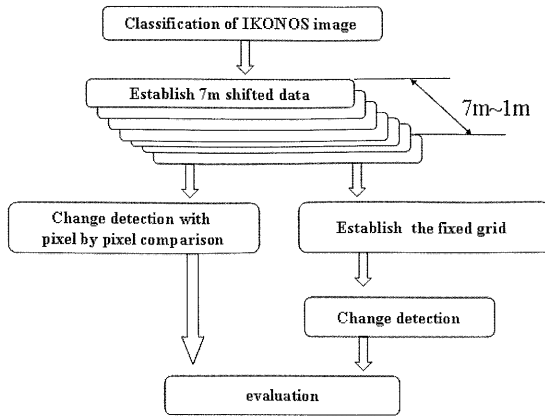 Classification of IKONOS image
Establish 7m shifted data
7m~1m
Change detection with
pixel by pixel comparison
Establish the fixed grid
Change detection
evaluation